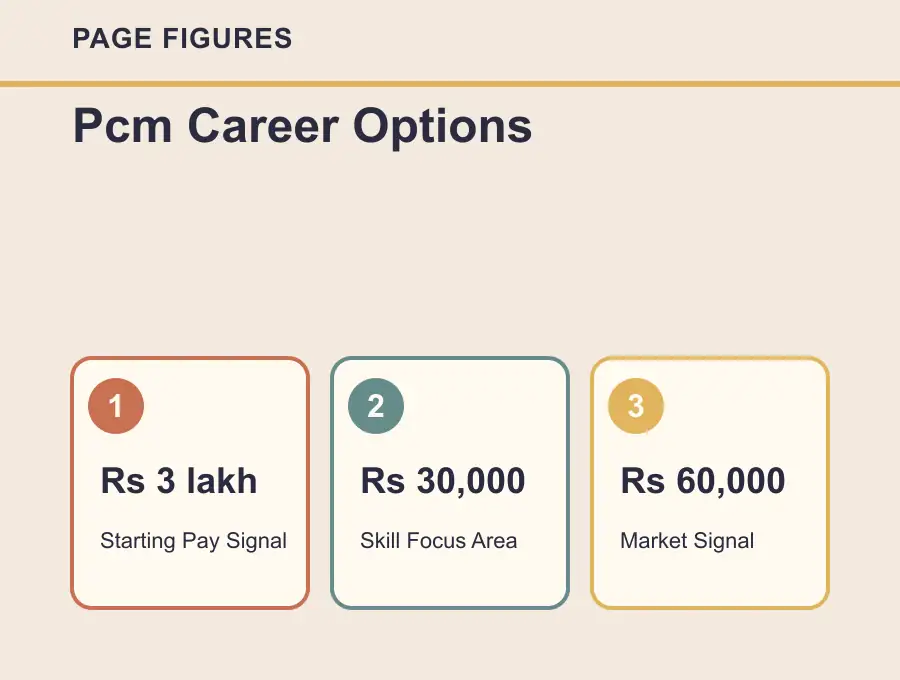 PAGE FIGURES
Pcm Career Options
1
Rs 3 lakh
Starting Pay Signal
2
Rs 30,000
Skill Focus Area
3
Rs 60,000
Market Signal